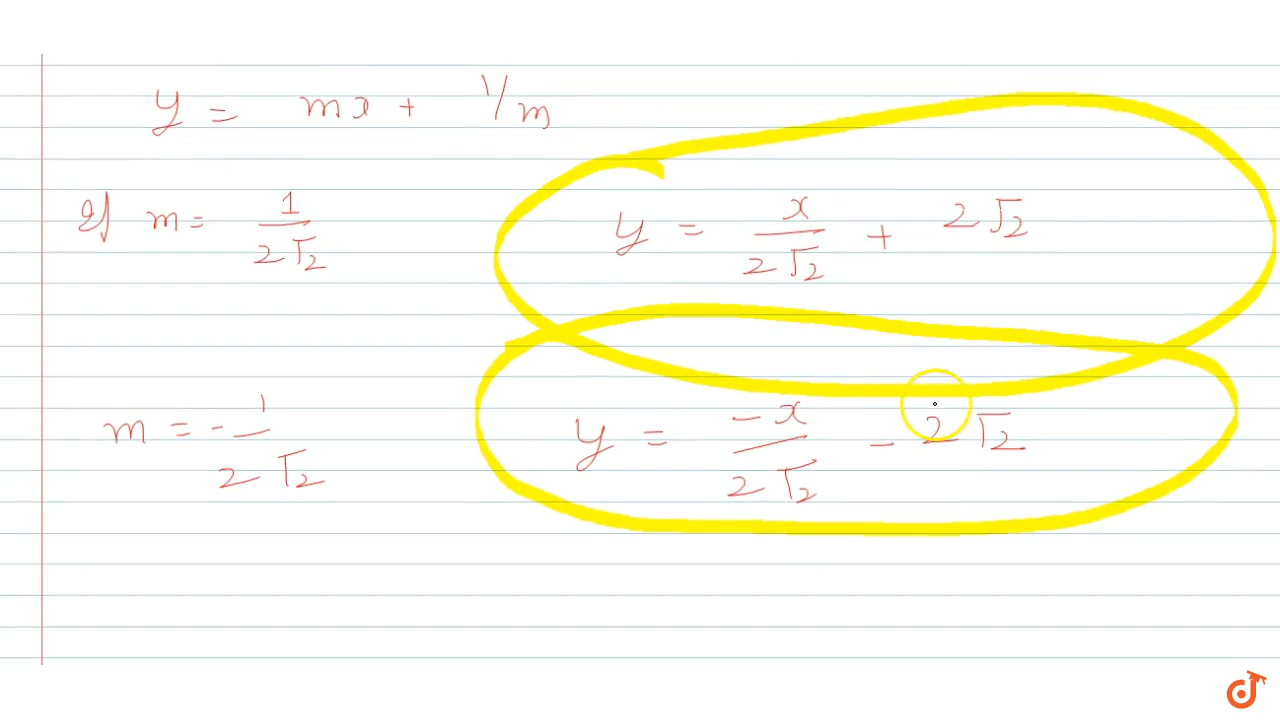 y = mx + 1/m
If m = 1/2√2 y = x/2√2 + 2√2
m = -1/2√2 y = -x/2√2 - 2√2